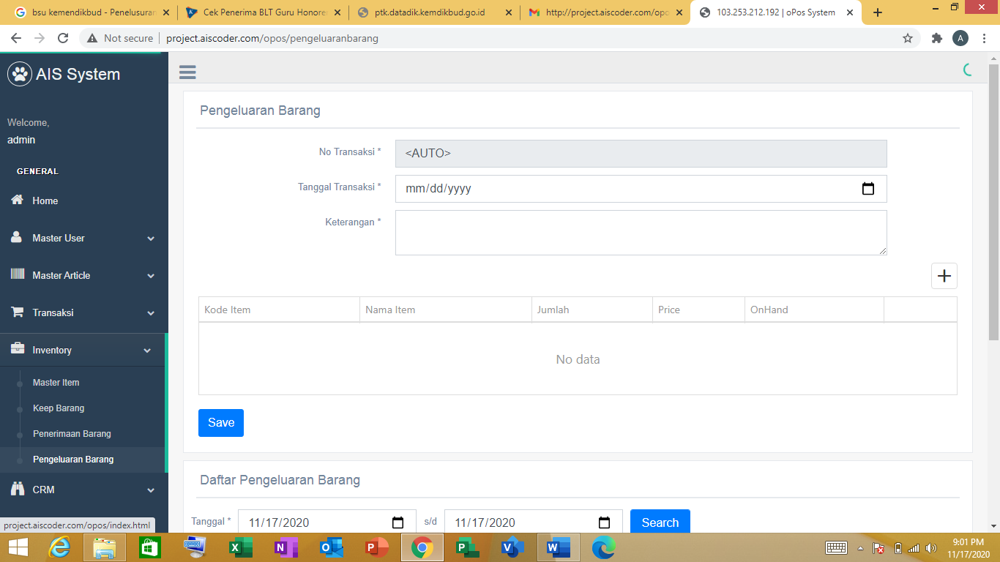 bsu kemendikbud - Penelusuran
Cek Penerima BLT Guru Honorer
ptk.datadik.kemdikbud.go.id
http://project.aiscoder.com/opo
103.253.212.192 | oPos System
Not secure
project.aiscoder.com/opos/pengeluaranbarang
A
AIS System
Welcome,
admin
GENERAL
Home
Master User
Master Article
Transaksi
Inventory
Master Item
Keep Barang
Penerimaan Barang
Pengeluaran Barang
CRM
project.aiscoder.com/opos/index.html
Pengeluaran Barang
No Transaksi *
<AUTO>
Tanggal Transaksi *
mm/dd/yyyy
Keterangan *
Kode Item Nama Item Jumlah Price OnHand
No data
Save
Daftar Pengeluaran Barang
Tanggal * 11/17/2020 s/d 11/17/2020 Search
9:01 PM
11/17/2020